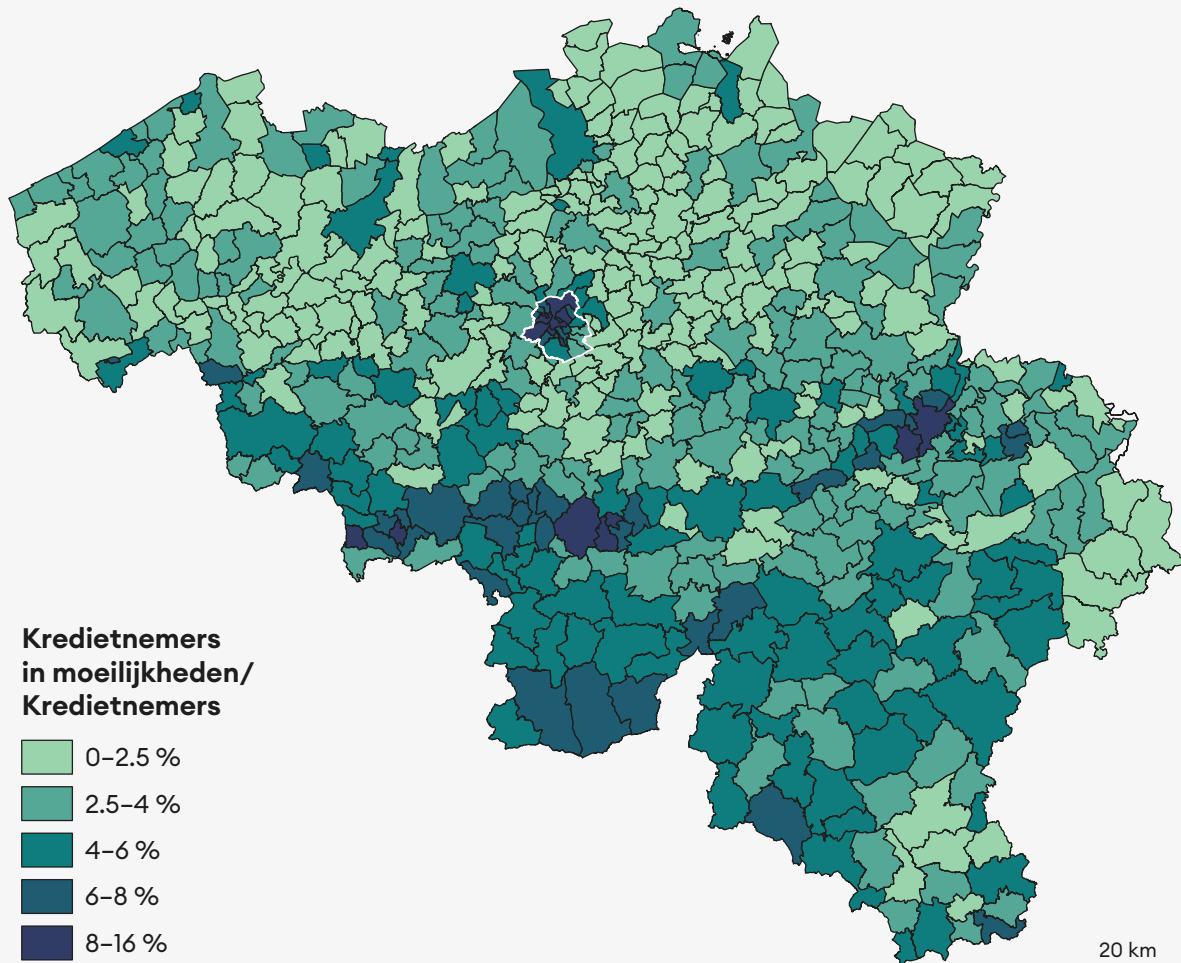 Kredietnemers
in moeilijkheden/
Kredietnemers
0–2.5 %
2.5–4 %
4–6 %
6–8 %
8–16 %
20 km